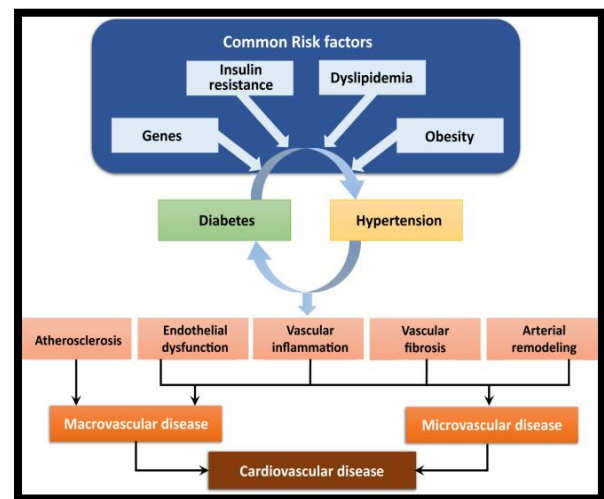 Common Risk factors
Insulin
resistance
Dyslipidemia
Genes
Obesity
Diabetes
Hypertension
Atherosclerosis
Endothelial
dysfunction
Vascular
inflammation
Vascular
fibrosis
Arterial
remodeling
Macrovascular disease
Microvascular disease
Cardiovascular disease